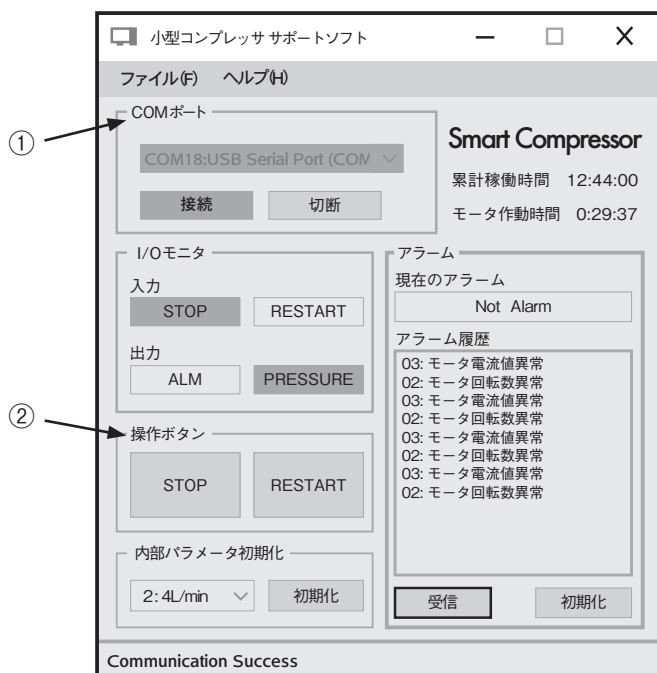 小型コンプレッサ サポートソフト
ファイル(F) ヘルプ(H)
①
COMポート
COM18:USB Serial Port (COM
接続 切断
Smart Compressor
累計稼働時間 12:44:00
モータ作動時間 0:29:37
I/Oモニタ
入力
STOP RESTART
出力
ALM PRESSURE
②
操作ボタン
STOP RESTART
内部パラメータ初期化
2:4L/min 初期化
アラーム
現在のアラーム
Not Alarm
アラーム履歴
03:モータ電流値異常
02:モータ回転数異常
03:モータ電流値異常
02:モータ回転数異常
03:モータ電流値異常
02:モータ回転数異常
03:モータ電流値異常
02:モータ回転数異常
受信 初期化
Communication Success